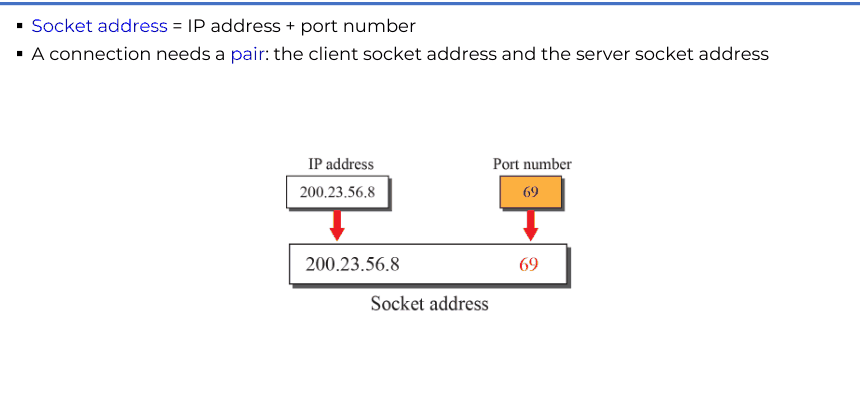 ▪ Socket address = IP address + port number
▪ A connection needs a pair: the client socket address and the server socket address
IP address Port number
200.23.56.8 69
200.23.56.8 69
Socket address